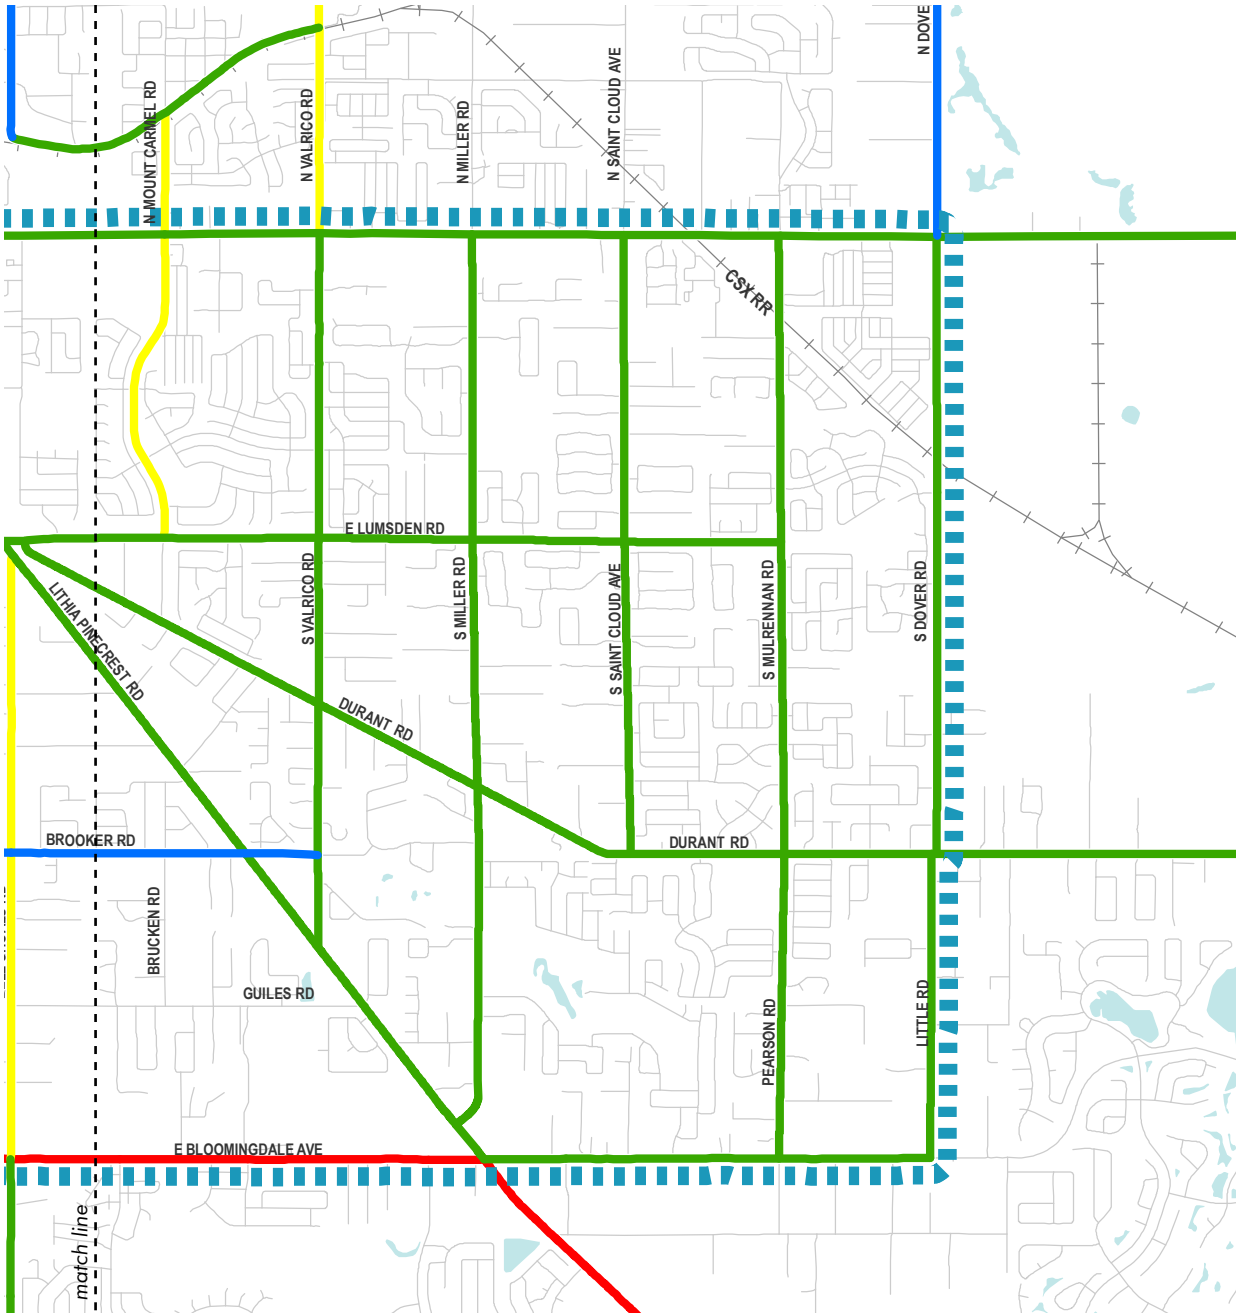 N DOVE
N MOUNT CARMEL RD
N VALRICO RD
N MILLER RD
N SAINT CLOUD AVE
CSX RR
E LUMSDEN RD
LITHIA PINECREST RD
S VALRICO RD
S MILLER RD
S SAINT CLOUD AVE
S MULRENNAN RD
S DOVER RD
DURANT RD
BROOKER RD
DURANT RD
BRUCKEN RD
GUILES RD
PEARSON RD
LITTLE RD
E BLOOMINGDALE AVE
match line